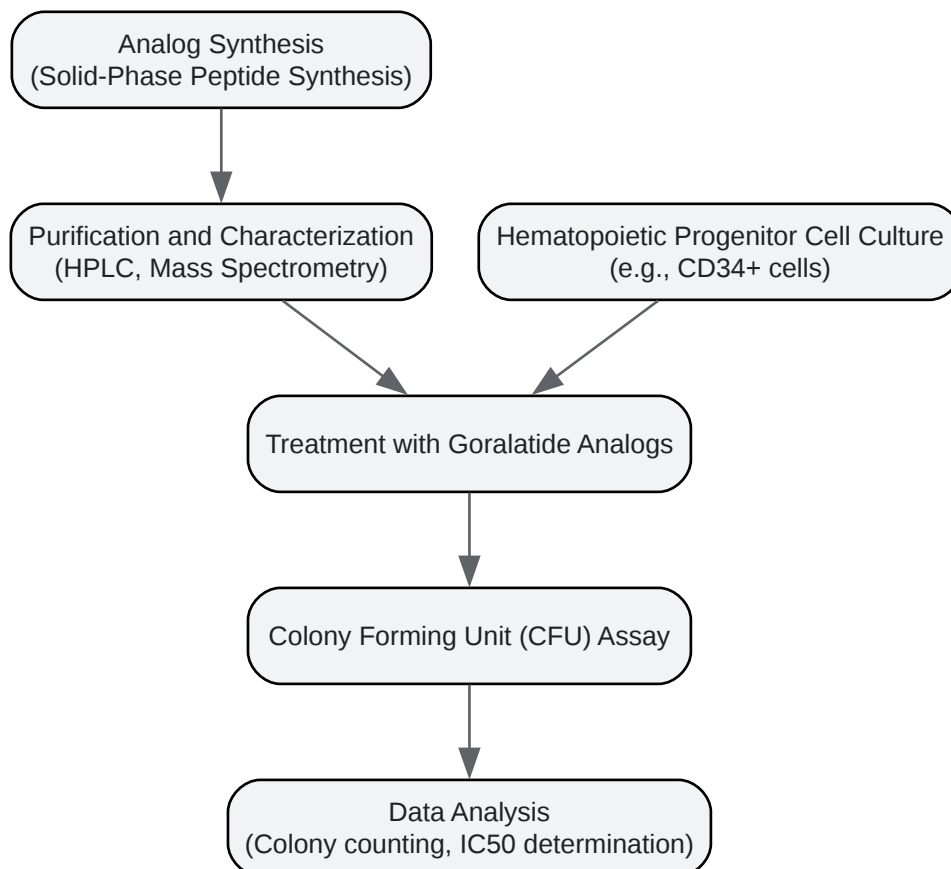 Analog Synthesis
(Solid-Phase Peptide Synthesis)
Purification and Characterization
(HPLC, Mass Spectrometry)
Hematopoietic Progenitor Cell Culture
(e.g., CD34+ cells)
Treatment with Goralatide Analogs
Colony Forming Unit (CFU) Assay
Data Analysis
(Colony counting, IC50 determination)